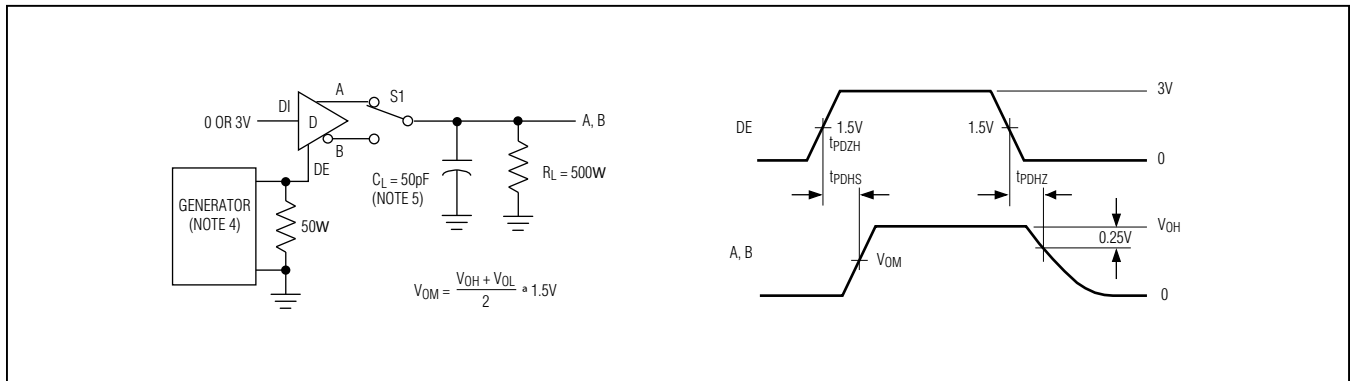 0 OR 3V
DI
D
A
B
DE
S1
A, B
GENERATOR
(NOTE 4)
50W
CL = 50pF
(NOTE 5)
RL = 500W
VOM = VOH + VOL / 2 ª 1.5V
DE
3V
1.5V
1.5V
tPDZH
0
tPDHS
tPDHZ
A, B
VOM
VOH
0.25V
0